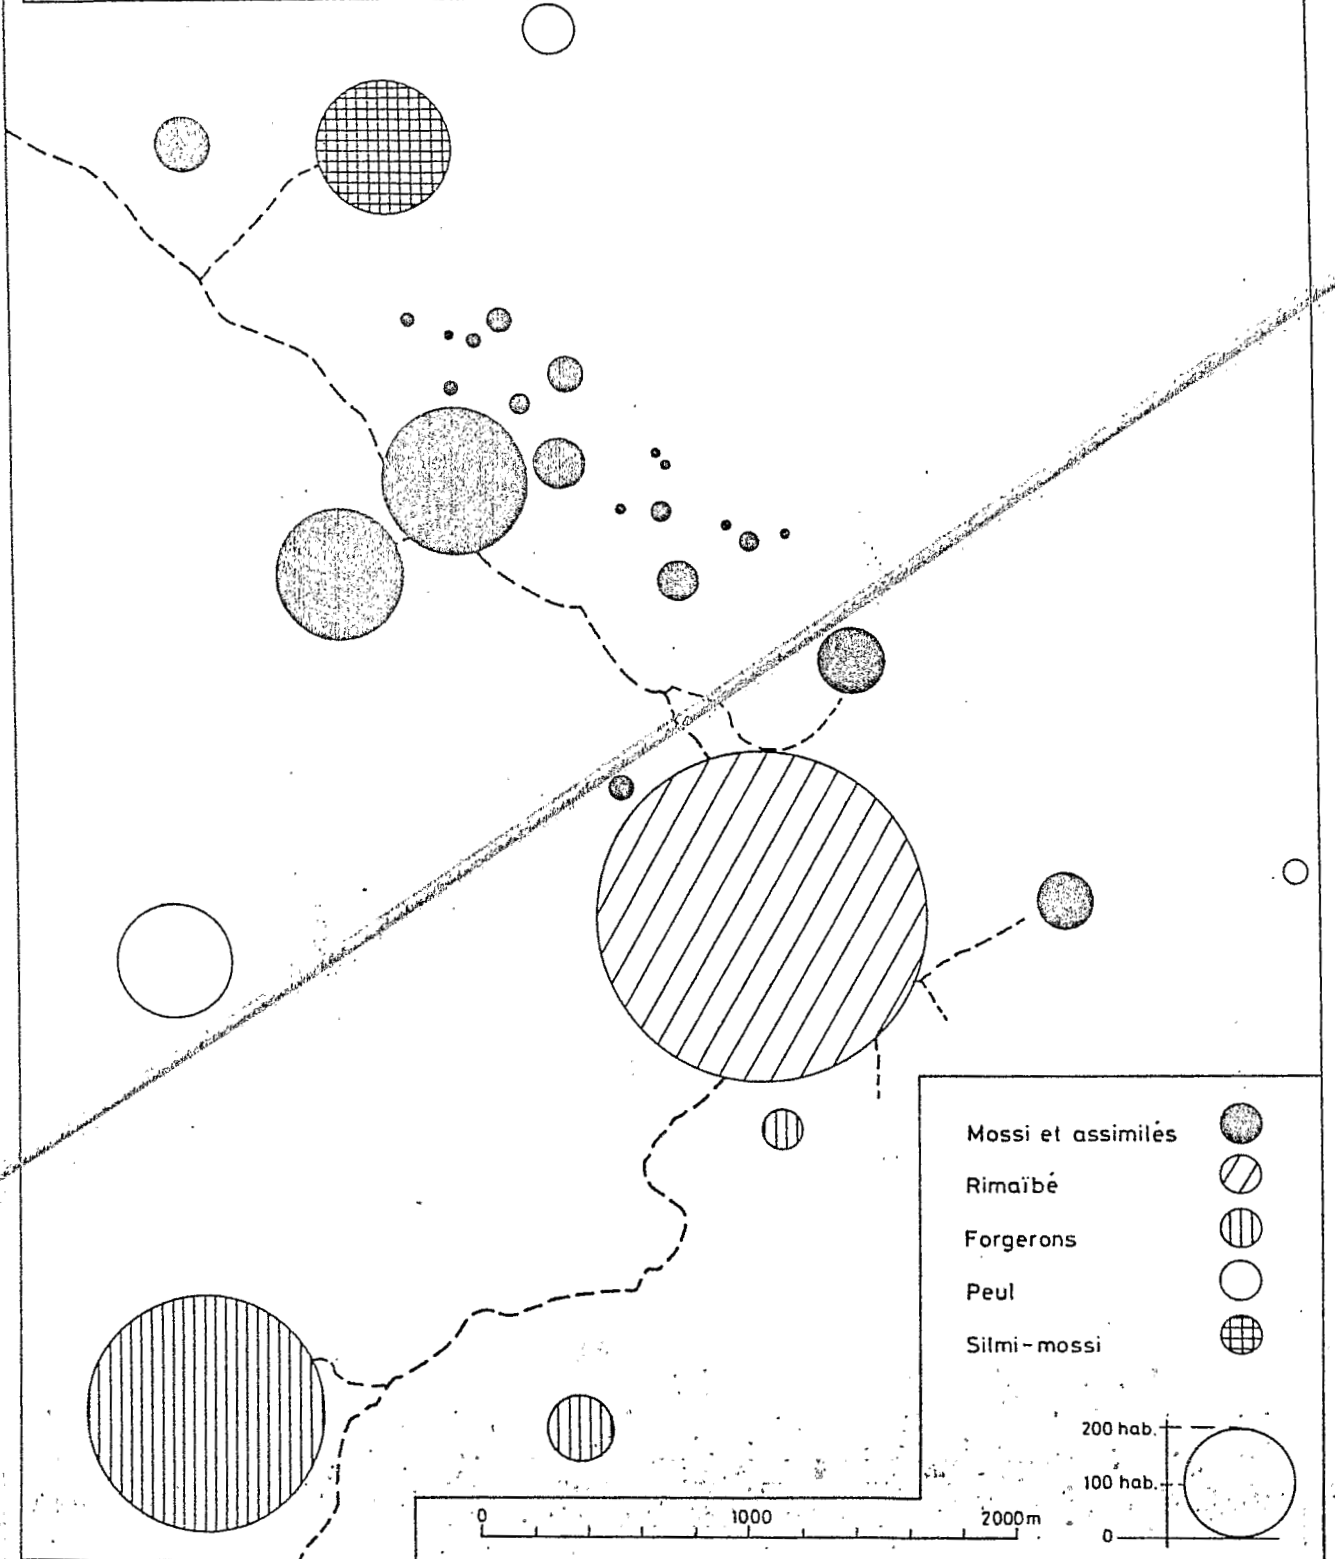 Mossi et assimilés
Rimaïbé
Forgerons
Peul
Silmi-mossi
200 hab.
100 hab.
0
0 1000 2000m